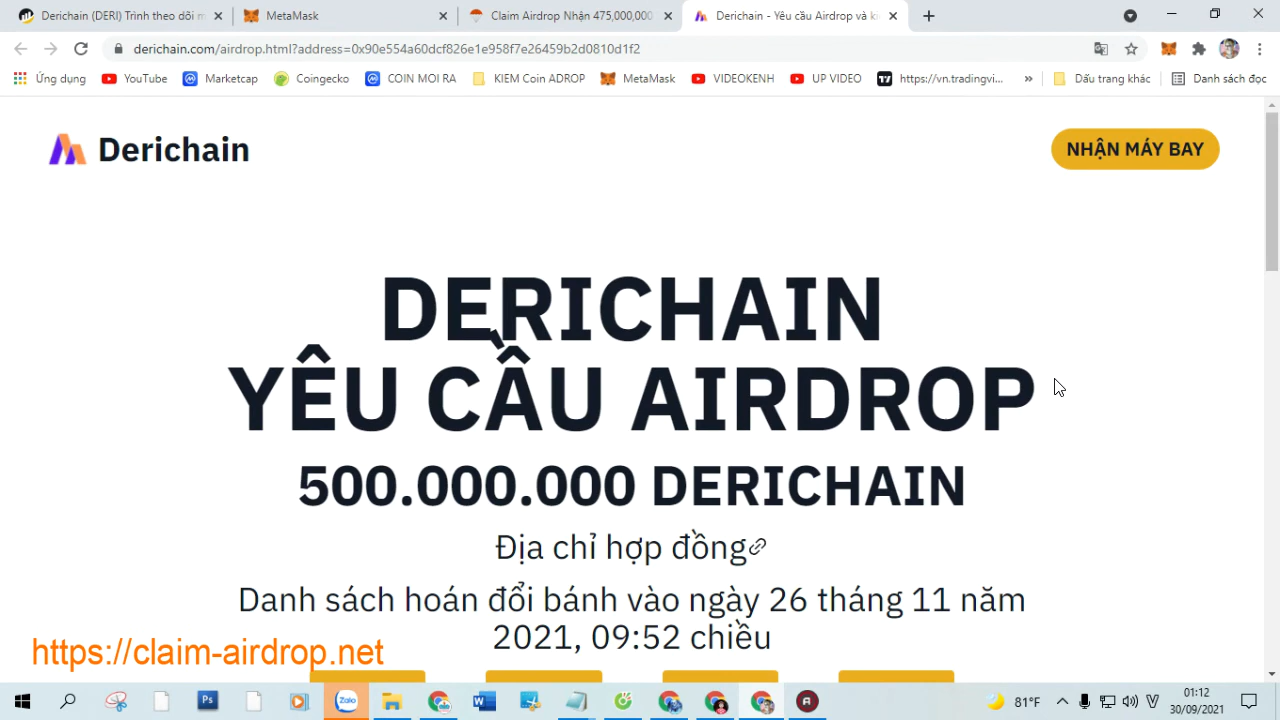 Derichain (DERI) Trình theo dõi m
MetaMask
Claim Airdrop Nhận 475,000,000
Derichain - Yêu cầu Airdrop và ki
derichain.com/airdrop.html?address=0x90e554a60dcf826e1e958f7e26459b2d0810d1f2
Ứng dụng
YouTube
Marketcap
Coingecko
COIN MOI RA
KIEM Coin ADROP
MetaMask
VIDEOKENH
UP VIDEO
https://vn.tradingvi...
»
Dấu trang khác
Danh sách đọc
Derichain
NHẬN MÁY BAY
DERICHAIN
YÊU CẦU AIRDROP
500.000.000 DERICHAIN
Địa chỉ hợp đồng
Danh sách hoán đổi bánh vào ngày 26 tháng 11 năm
2021, 09:52 chiều
https://claim-airdrop.net
Zalo
81°F
01:12
30/09/2021